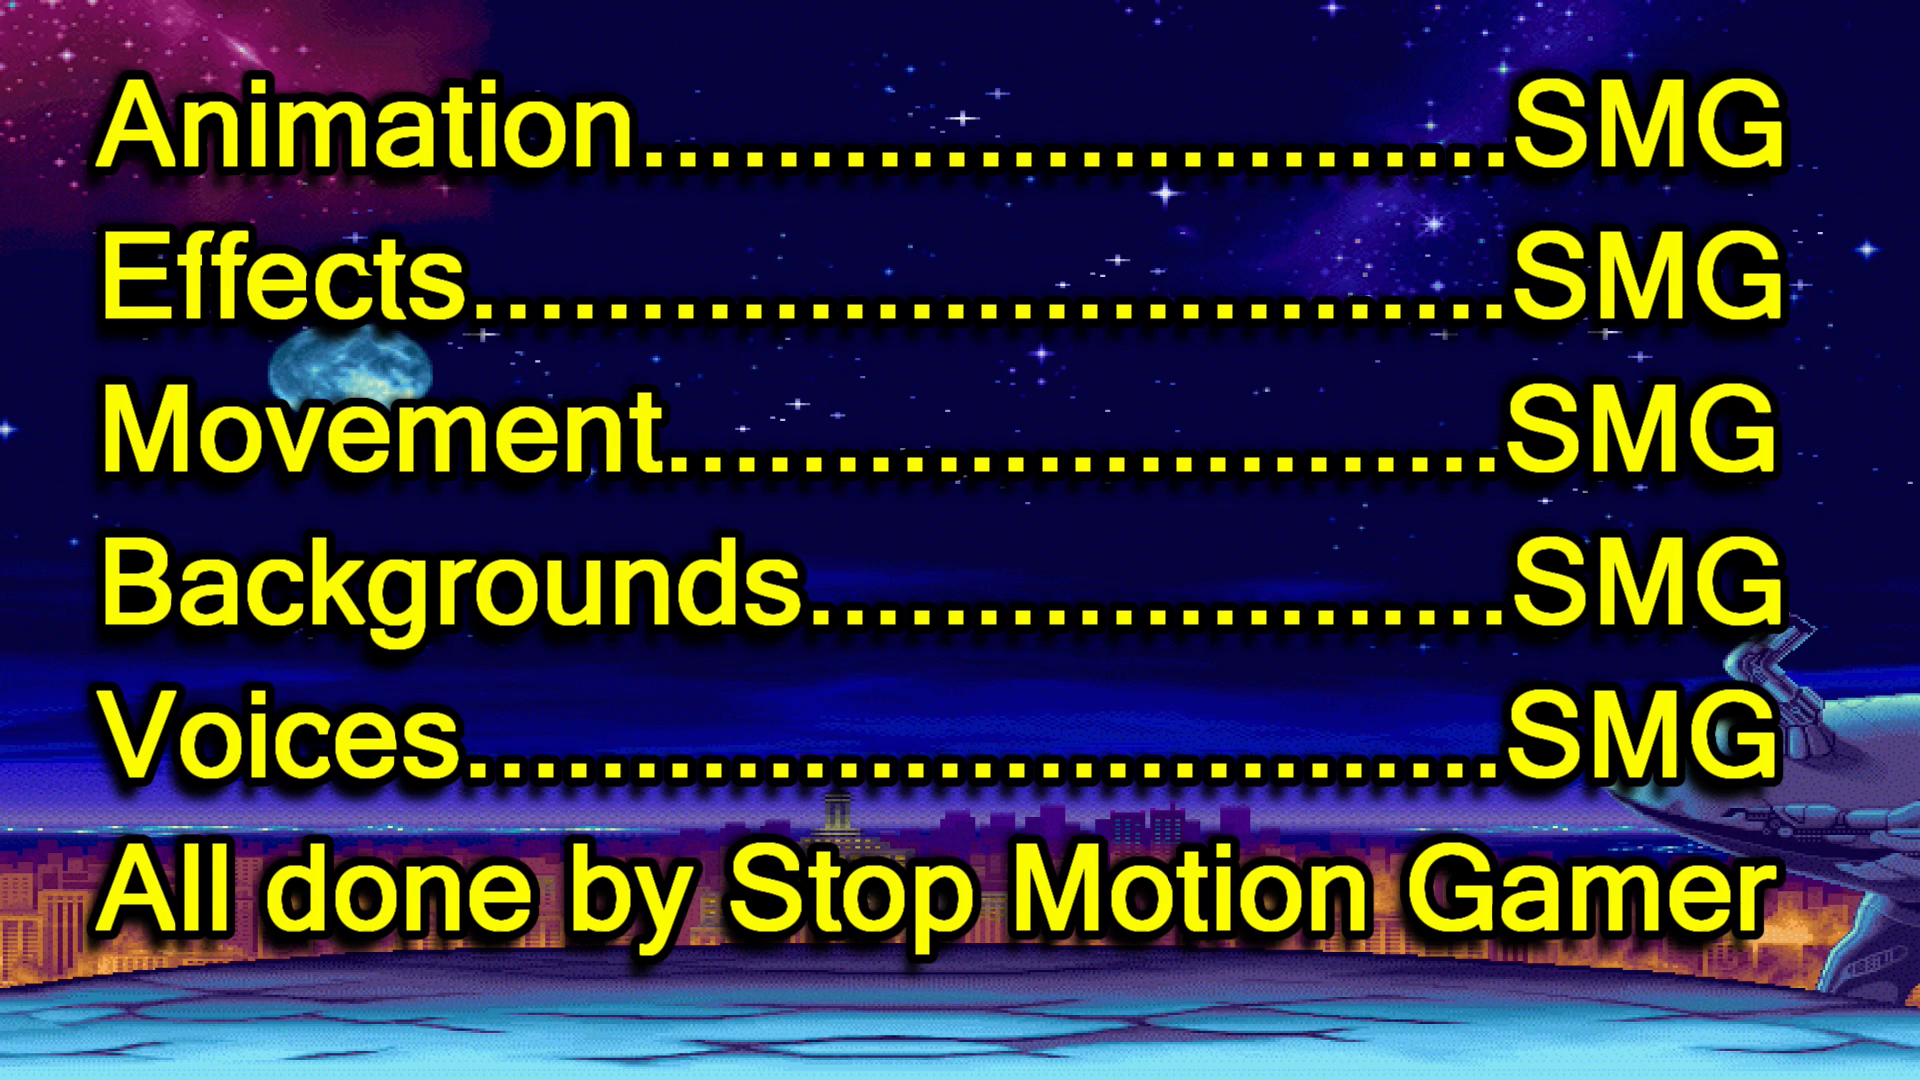 Animation..........................SMG
Effects...............................SMG
Movement.........................SMG
Backgrounds.....................SMG
Voices...............................SMG
All done by Stop Motion Gamer